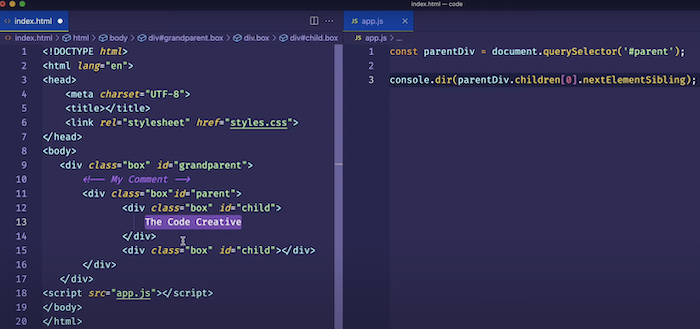 index.html — code
index.html
JS app.js
index.html > index.html > html > body > div#grandparent.box > div.box > div#child.box
JS app.js > ...
1 <!DOCTYPE html>
2 <html lang="en">
3 <head>
4 <meta charset="UTF-8">
5 <title></title>
6 <link rel="stylesheet" href="styles.css">
7 </head>
8 <body>
9 <div class="box" id="grandparent">
10 <!-- My Comment -->
11 <div class="box"id="parent">
12 <div class="box" id="child">
13 The Code Creative
14 </div>
15 <div class="box" id="child"></div>
16 </div>
17 </div>
18 <script src="app.js"></script>
19 </body>
20 </html>
1 const parentDiv = document.querySelector('#parent');
2
3 console.dir(parentDiv.children[0].nextElementSibling);